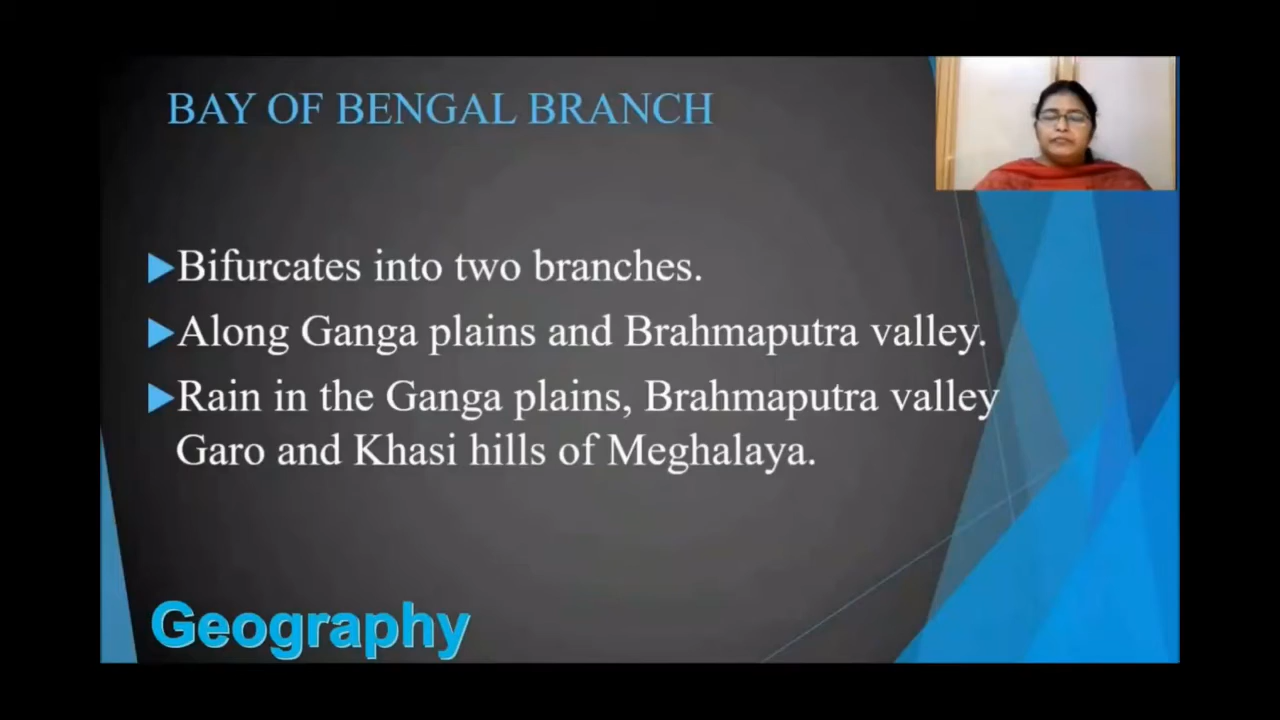 BAY OF BENGAL BRANCH
Bifurcates into two branches.
Along Ganga plains and Brahmaputra valley.
Rain in the Ganga plains, Brahmaputra valley
Garo and Khasi hills of Meghalaya.
Geography